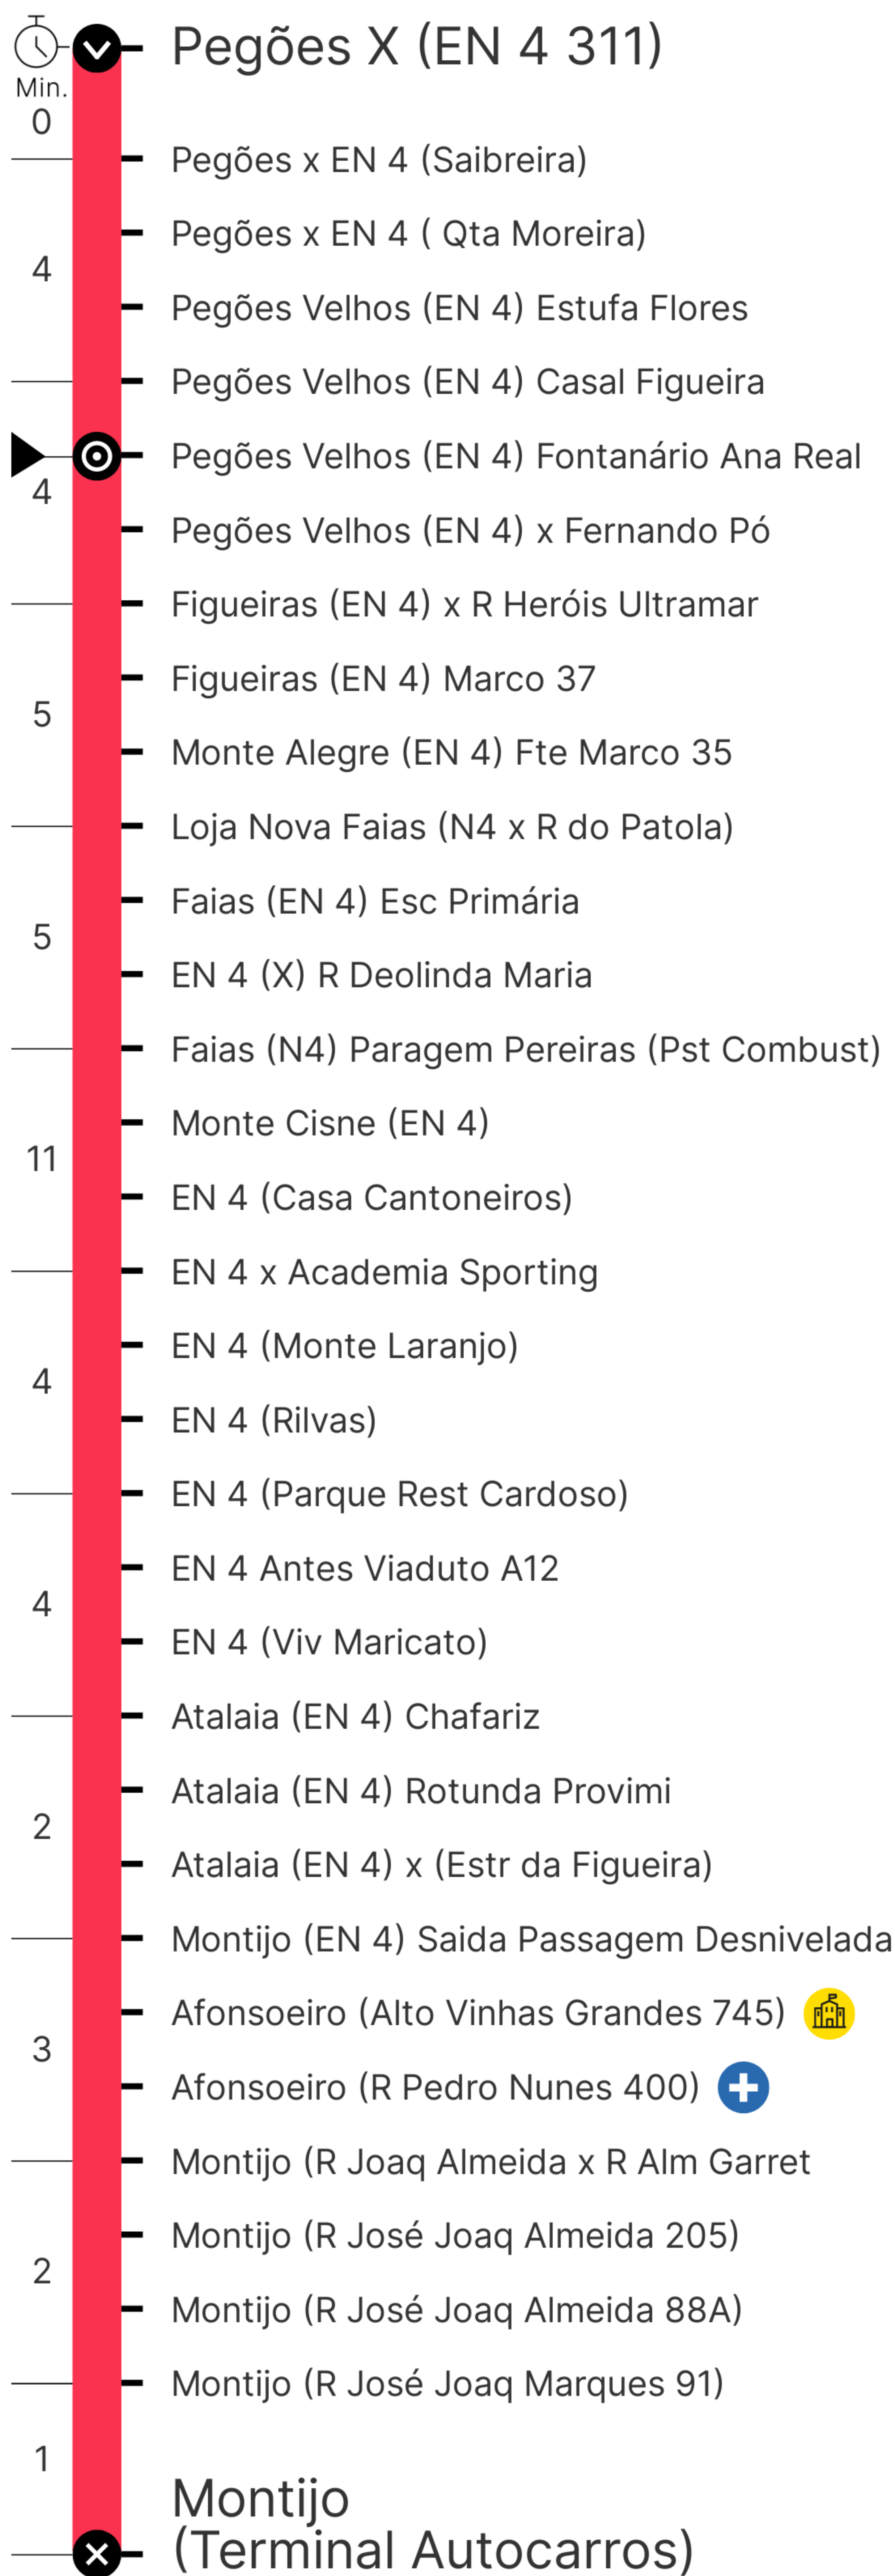 Pegões X (EN 4 311)
Min.
0
Pegões x EN 4 (Saibreira)
Pegões x EN 4 ( Qta Moreira)
4
Pegões Velhos (EN 4) Estufa Flores
Pegões Velhos (EN 4) Casal Figueira
Pegões Velhos (EN 4) Fontanário Ana Real
4
Pegões Velhos (EN 4) x Fernando Pó
Figueiras (EN 4) x R Heróis Ultramar
Figueiras (EN 4) Marco 37
5
Monte Alegre (EN 4) Fte Marco 35
Loja Nova Faias (N4 x R do Patola)
Faias (EN 4) Esc Primária
5
EN 4 (X) R Deolinda Maria
Faias (N4) Paragem Pereiras (Pst Combust)
Monte Cisne (EN 4)
11
EN 4 (Casa Cantoneiros)
EN 4 x Academia Sporting
EN 4 (Monte Laranjo)
4
EN 4 (Rilvas)
EN 4 (Parque Rest Cardoso)
EN 4 Antes Viaduto A12
4
EN 4 (Viv Maricato)
Atalaia (EN 4) Chafariz
Atalaia (EN 4) Rotunda Provimi
2
Atalaia (EN 4) x (Estr da Figueira)
Montijo (EN 4) Saida Passagem Desnivelada
Afonsoeiro (Alto Vinhas Grandes 745)
3
Afonsoeiro (R Pedro Nunes 400)
Montijo (R Joaq Almeida x R Alm Garret
Montijo (R José Joaq Almeida 205)
2
Montijo (R José Joaq Almeida 88A)
Montijo (R José Joaq Marques 91)
1
Montijo
(Terminal Autocarros)